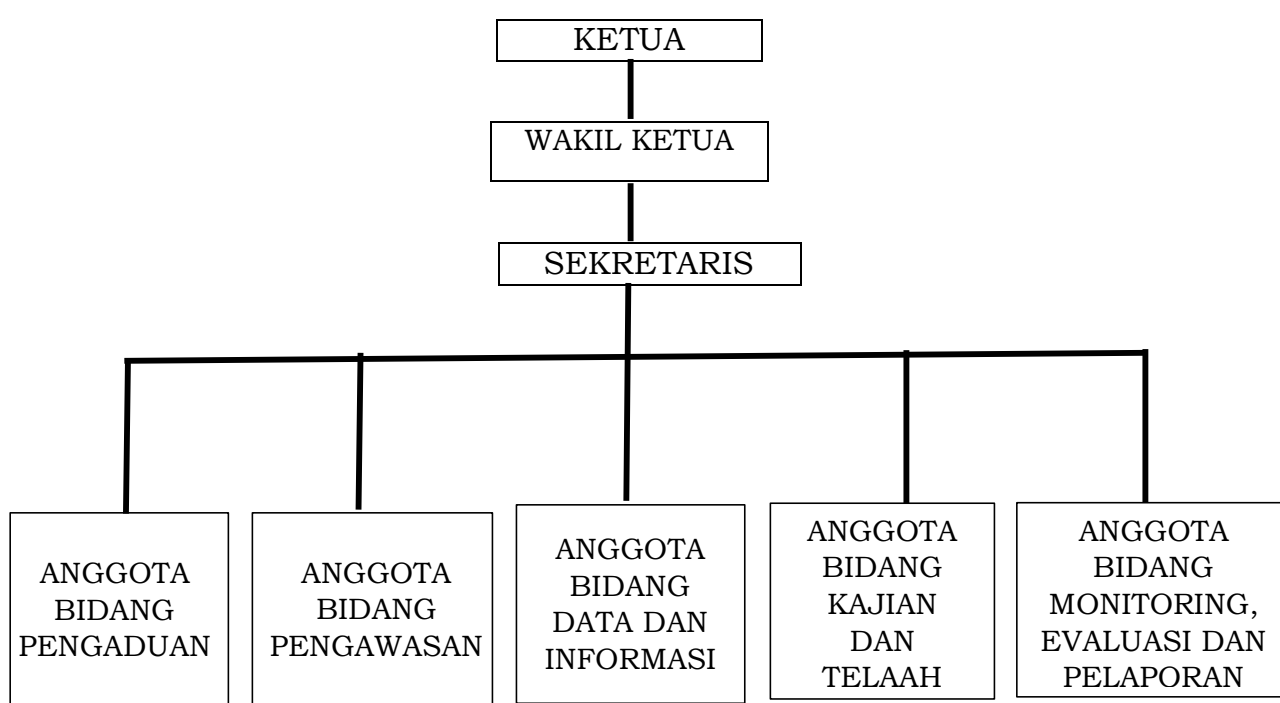 KETUA
WAKIL KETUA
SEKRETARIS
ANGGOTA
BIDANG
PENGADUAN
ANGGOTA
BIDANG
PENGAWASAN
ANGGOTA
BIDANG
DATA DAN
INFORMASI
ANGGOTA
BIDANG
KAJIAN
DAN
TELAAH
ANGGOTA
BIDANG
MONITORING,
EVALUASI DAN
PELAPORAN